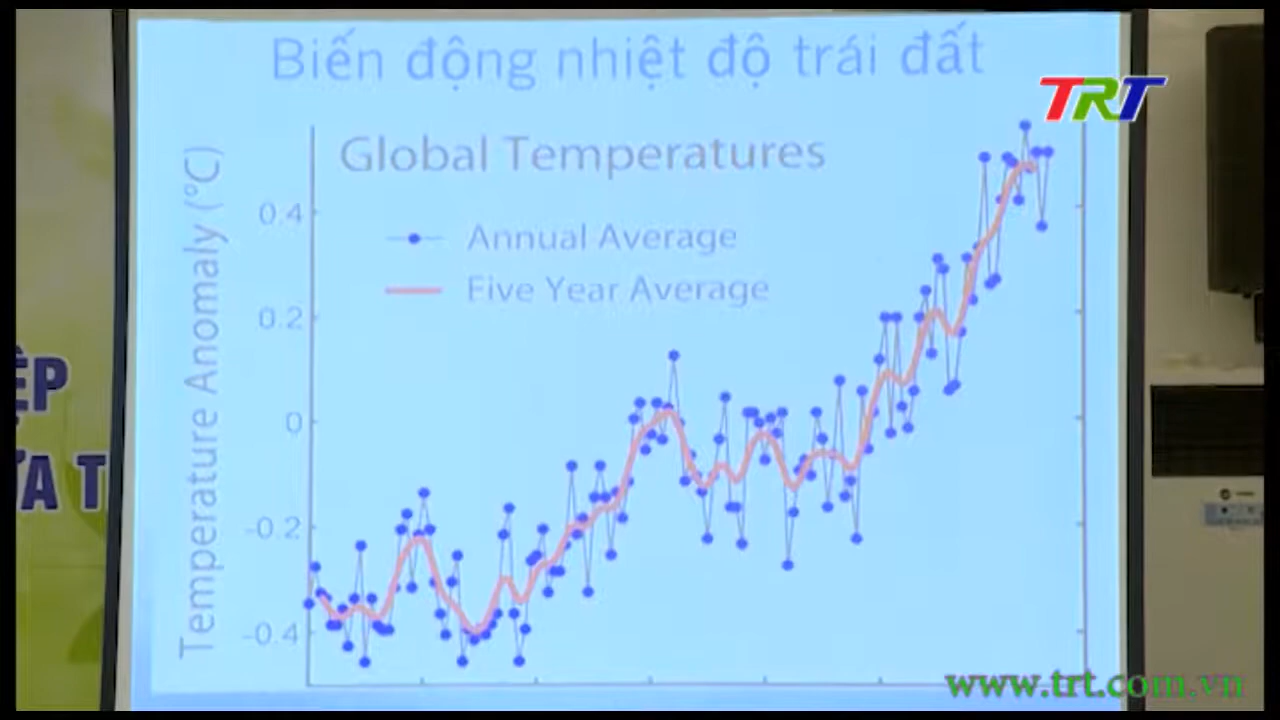 Biến động nhiệt độ trái đất
TRT
Global Temperatures
Temperature Anomaly (°C)
Annual Average
Five Year Average
0.4
0.2
0
-0.2
-0.4
ỆP
ỨA T
www.trt.com.vn